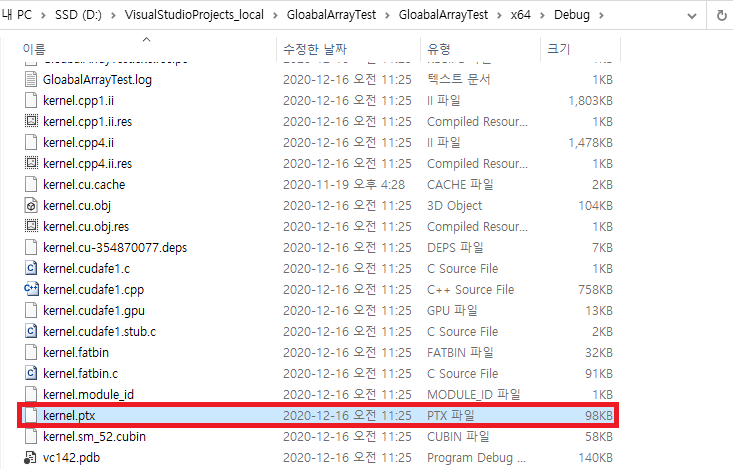 내 PC > SSD (D:) > VisualStudioProjects_local > GloabalArrayTest > GloabalArrayTest > x64 > Debug >
이름 수정한 날짜 유형 크기
2020-12-16 오전 11:25 1KB
GloabalArrayTest.log 2020-12-16 오전 11:25 텍스트 문서 1KB
kernel.cpp1.ii 2020-12-16 오전 11:25 II 파일 1,803KB
kernel.cpp1.ii.res 2020-12-16 오전 11:25 Compiled Resour... 1KB
kernel.cpp4.ii 2020-12-16 오전 11:25 II 파일 1,478KB
kernel.cpp4.ii.res 2020-12-16 오전 11:25 Compiled Resour... 1KB
kernel.cu.cache 2020-11-19 오후 4:28 CACHE 파일 2KB
kernel.cu.obj 2020-12-16 오전 11:25 3D Object 104KB
kernel.cu.obj.res 2020-12-16 오전 11:25 Compiled Resour... 1KB
kernel.cu-354870077.deps 2020-12-16 오전 11:25 DEPS 파일 7KB
kernel.cudafe1.c 2020-12-16 오전 11:25 C Source File 1KB
kernel.cudafe1.cpp 2020-12-16 오전 11:25 C++ Source File 758KB
kernel.cudafe1.gpu 2020-12-16 오전 11:25 GPU 파일 13KB
kernel.cudafe1.stub.c 2020-12-16 오전 11:25 C Source File 2KB
kernel.fatbin 2020-12-16 오전 11:25 FATBIN 파일 32KB
kernel.fatbin.c 2020-12-16 오전 11:25 C Source File 91KB
kernel.module_id 2020-12-16 오전 11:25 MODULE_ID 파일 1KB
kernel.ptx 2020-12-16 오전 11:25 PTX 파일 98KB
kernel.sm_52.cubin 2020-12-16 오전 11:25 CUBIN 파일 58KB
vc142.pdb 2020-12-16 오전 11:25 Program Debug ... 140KB